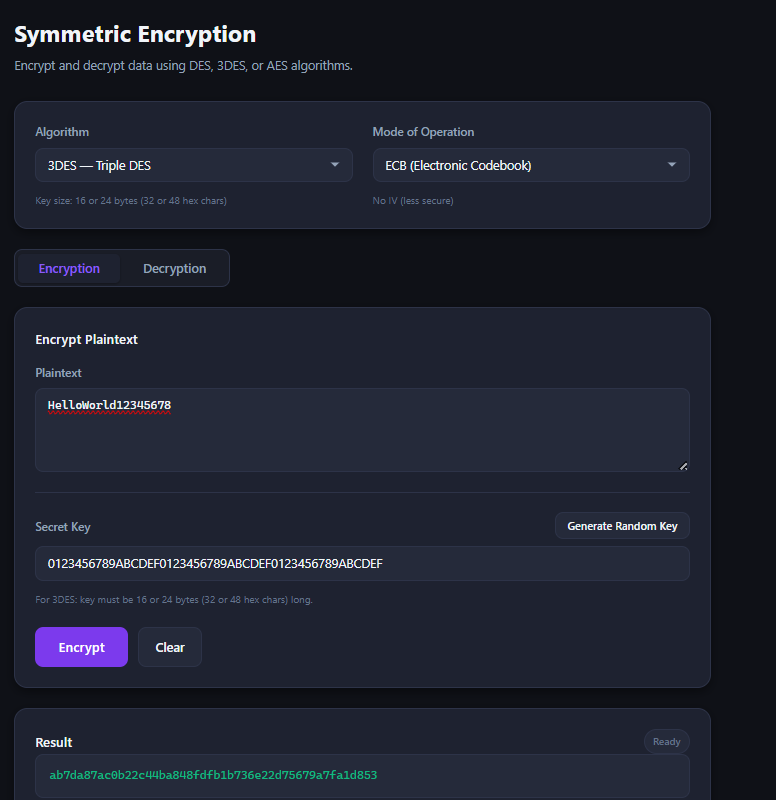 Symmetric Encryption
Encrypt and decrypt data using DES, 3DES, or AES algorithms.
Algorithm
Mode of Operation
3DES — Triple DES
ECB (Electronic Codebook)
Key size: 16 or 24 bytes (32 or 48 hex chars)
No IV (less secure)
Encryption
Decryption
Encrypt Plaintext
Plaintext
HelloWorld12345678
Secret Key
Generate Random Key
0123456789ABCDEF0123456789ABCDEF0123456789ABCDEF
For 3DES: key must be 16 or 24 bytes (32 or 48 hex chars) long.
Encrypt
Clear
Result
Ready
ab7da87ac0b22c44ba848fdfb1b736e22d75679a7fa1d853